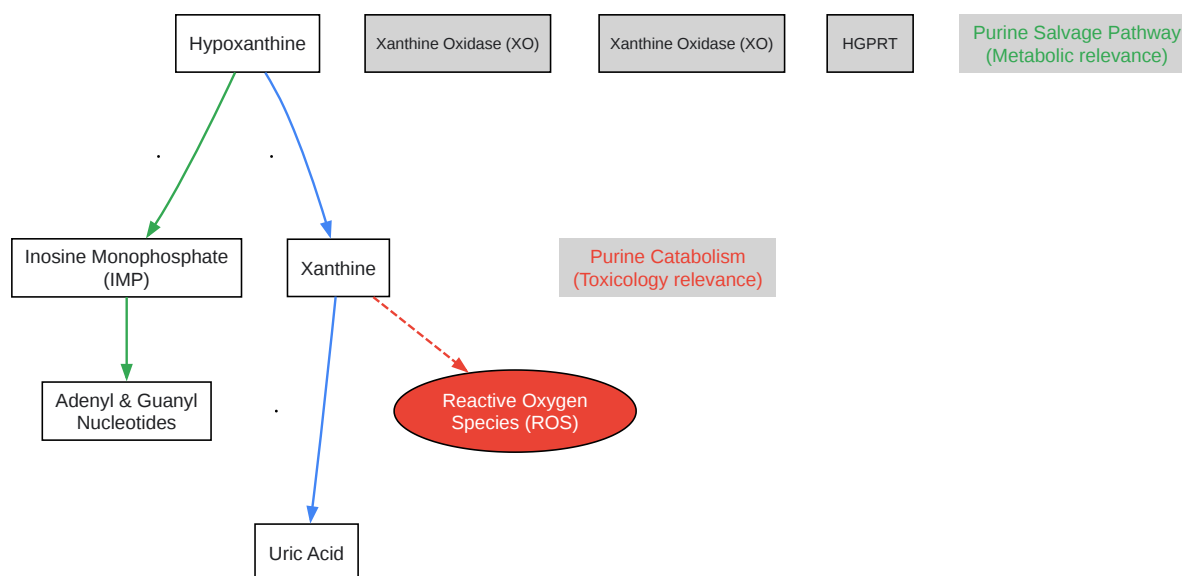 Hypoxanthine
Xanthine Oxidase (XO)
Xanthine Oxidase (XO)
HGPRT
Purine Salvage Pathway
(Metabolic relevance)
Inosine Monophosphate
(IMP)
Xanthine
Purine Catabolism
(Toxicology relevance)
Adenyl & Guanyl
Nucleotides
Reactive Oxygen
Species (ROS)
Uric Acid